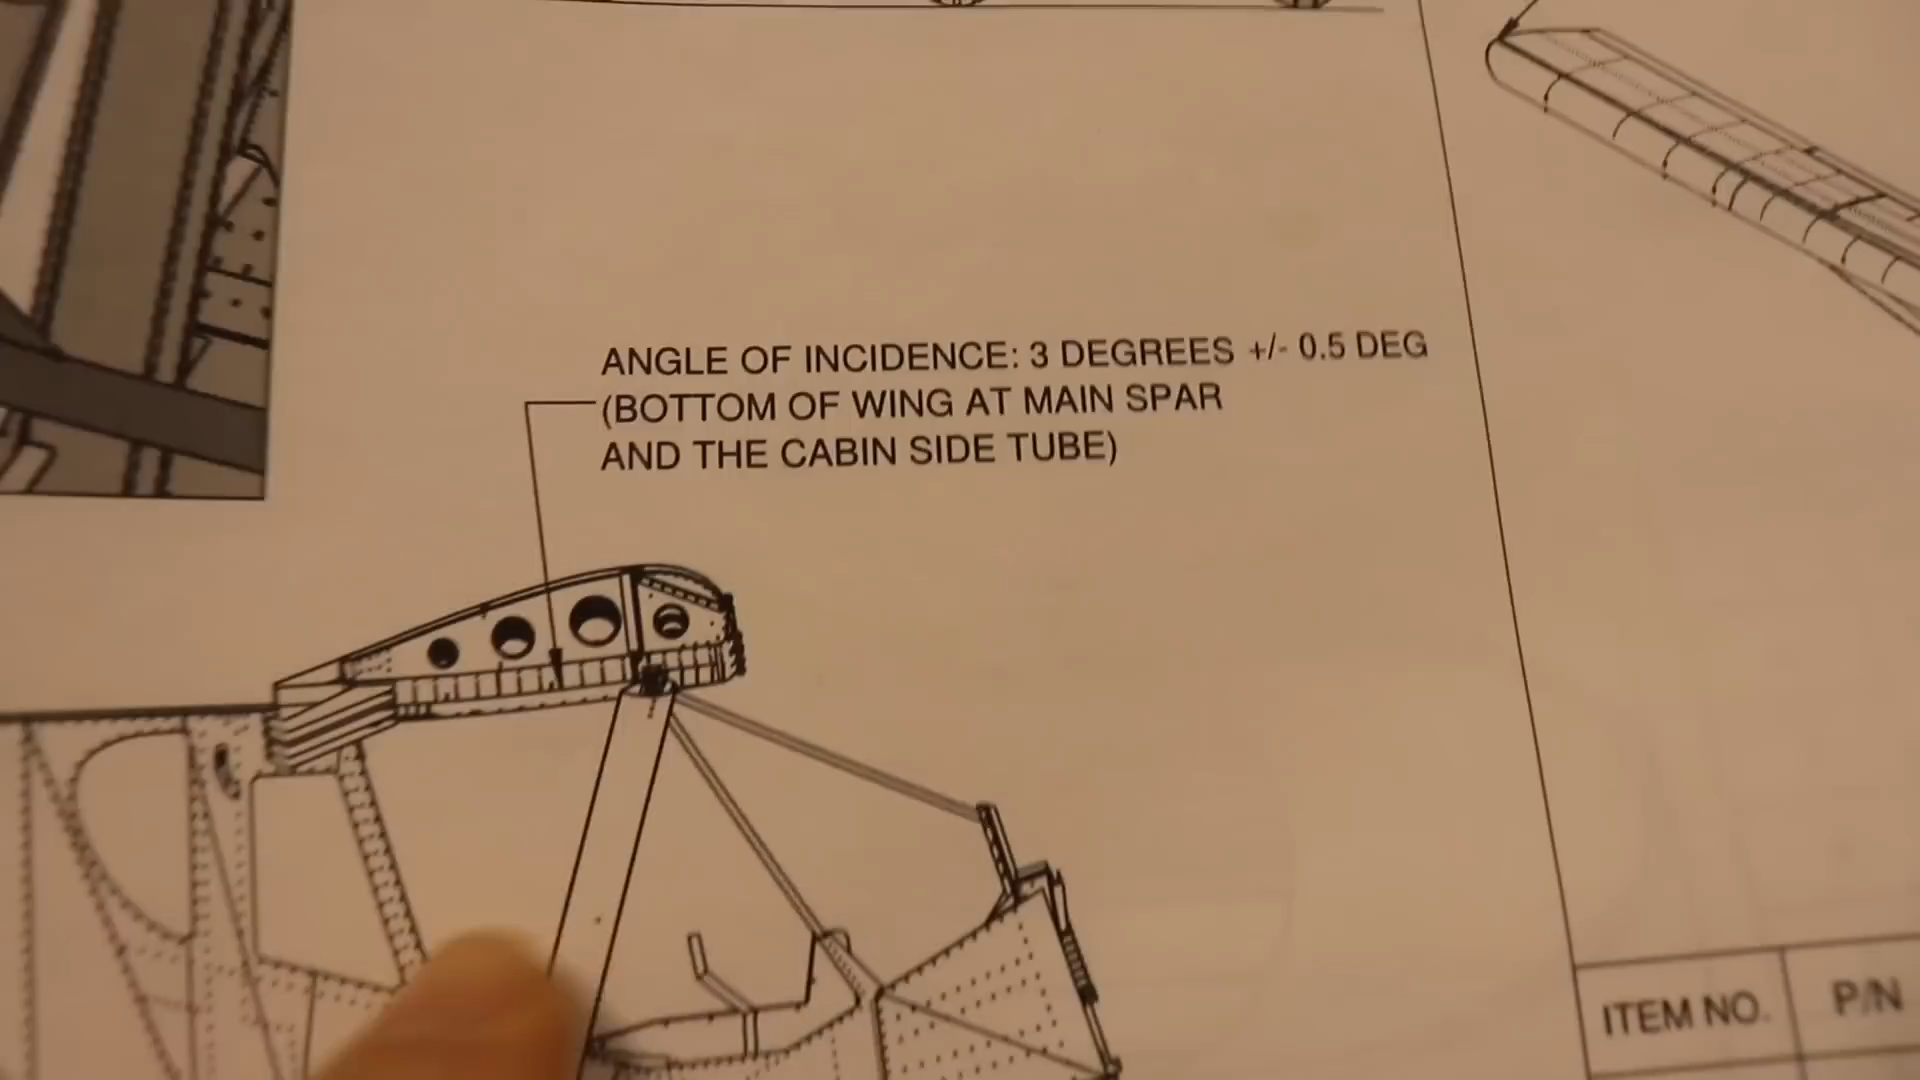 ANGLE OF INCIDENCE: 3 DEGREES +/- 0.5 DEG
(BOTTOM OF WING AT MAIN SPAR
AND THE CABIN SIDE TUBE)
ITEM NO. P/N